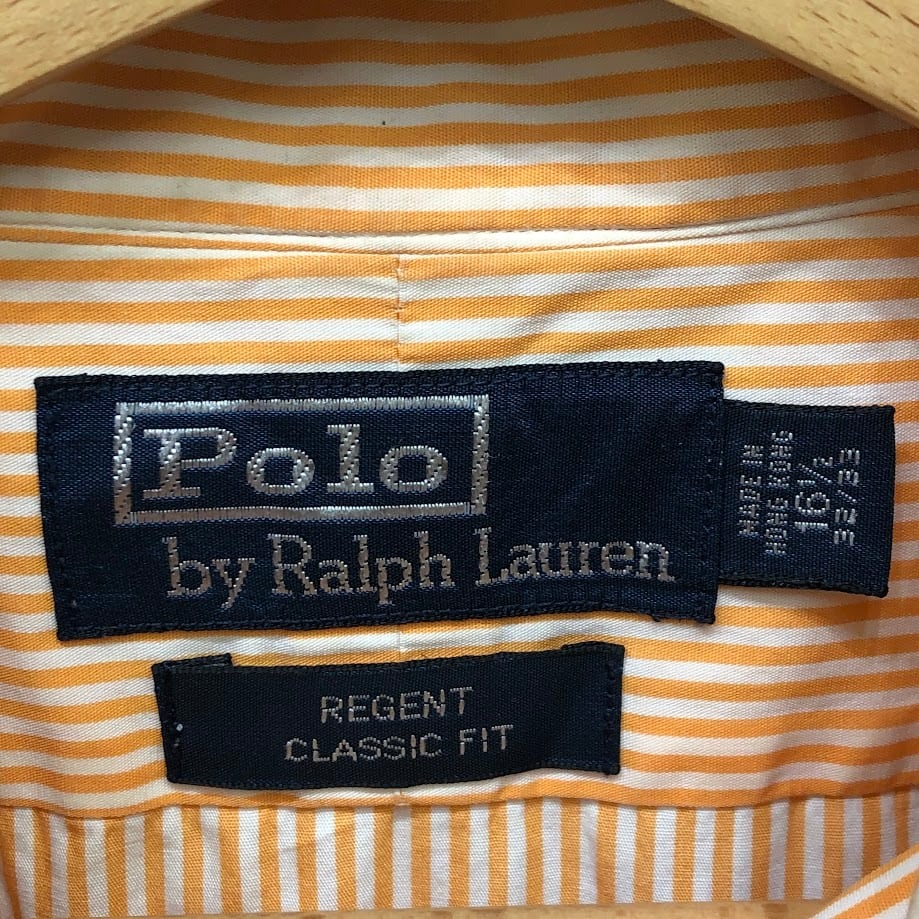 Polo
by Ralph Lauren
MADE IN
HONG KONG
16½
32/33
REGENT
CLASSIC FIT